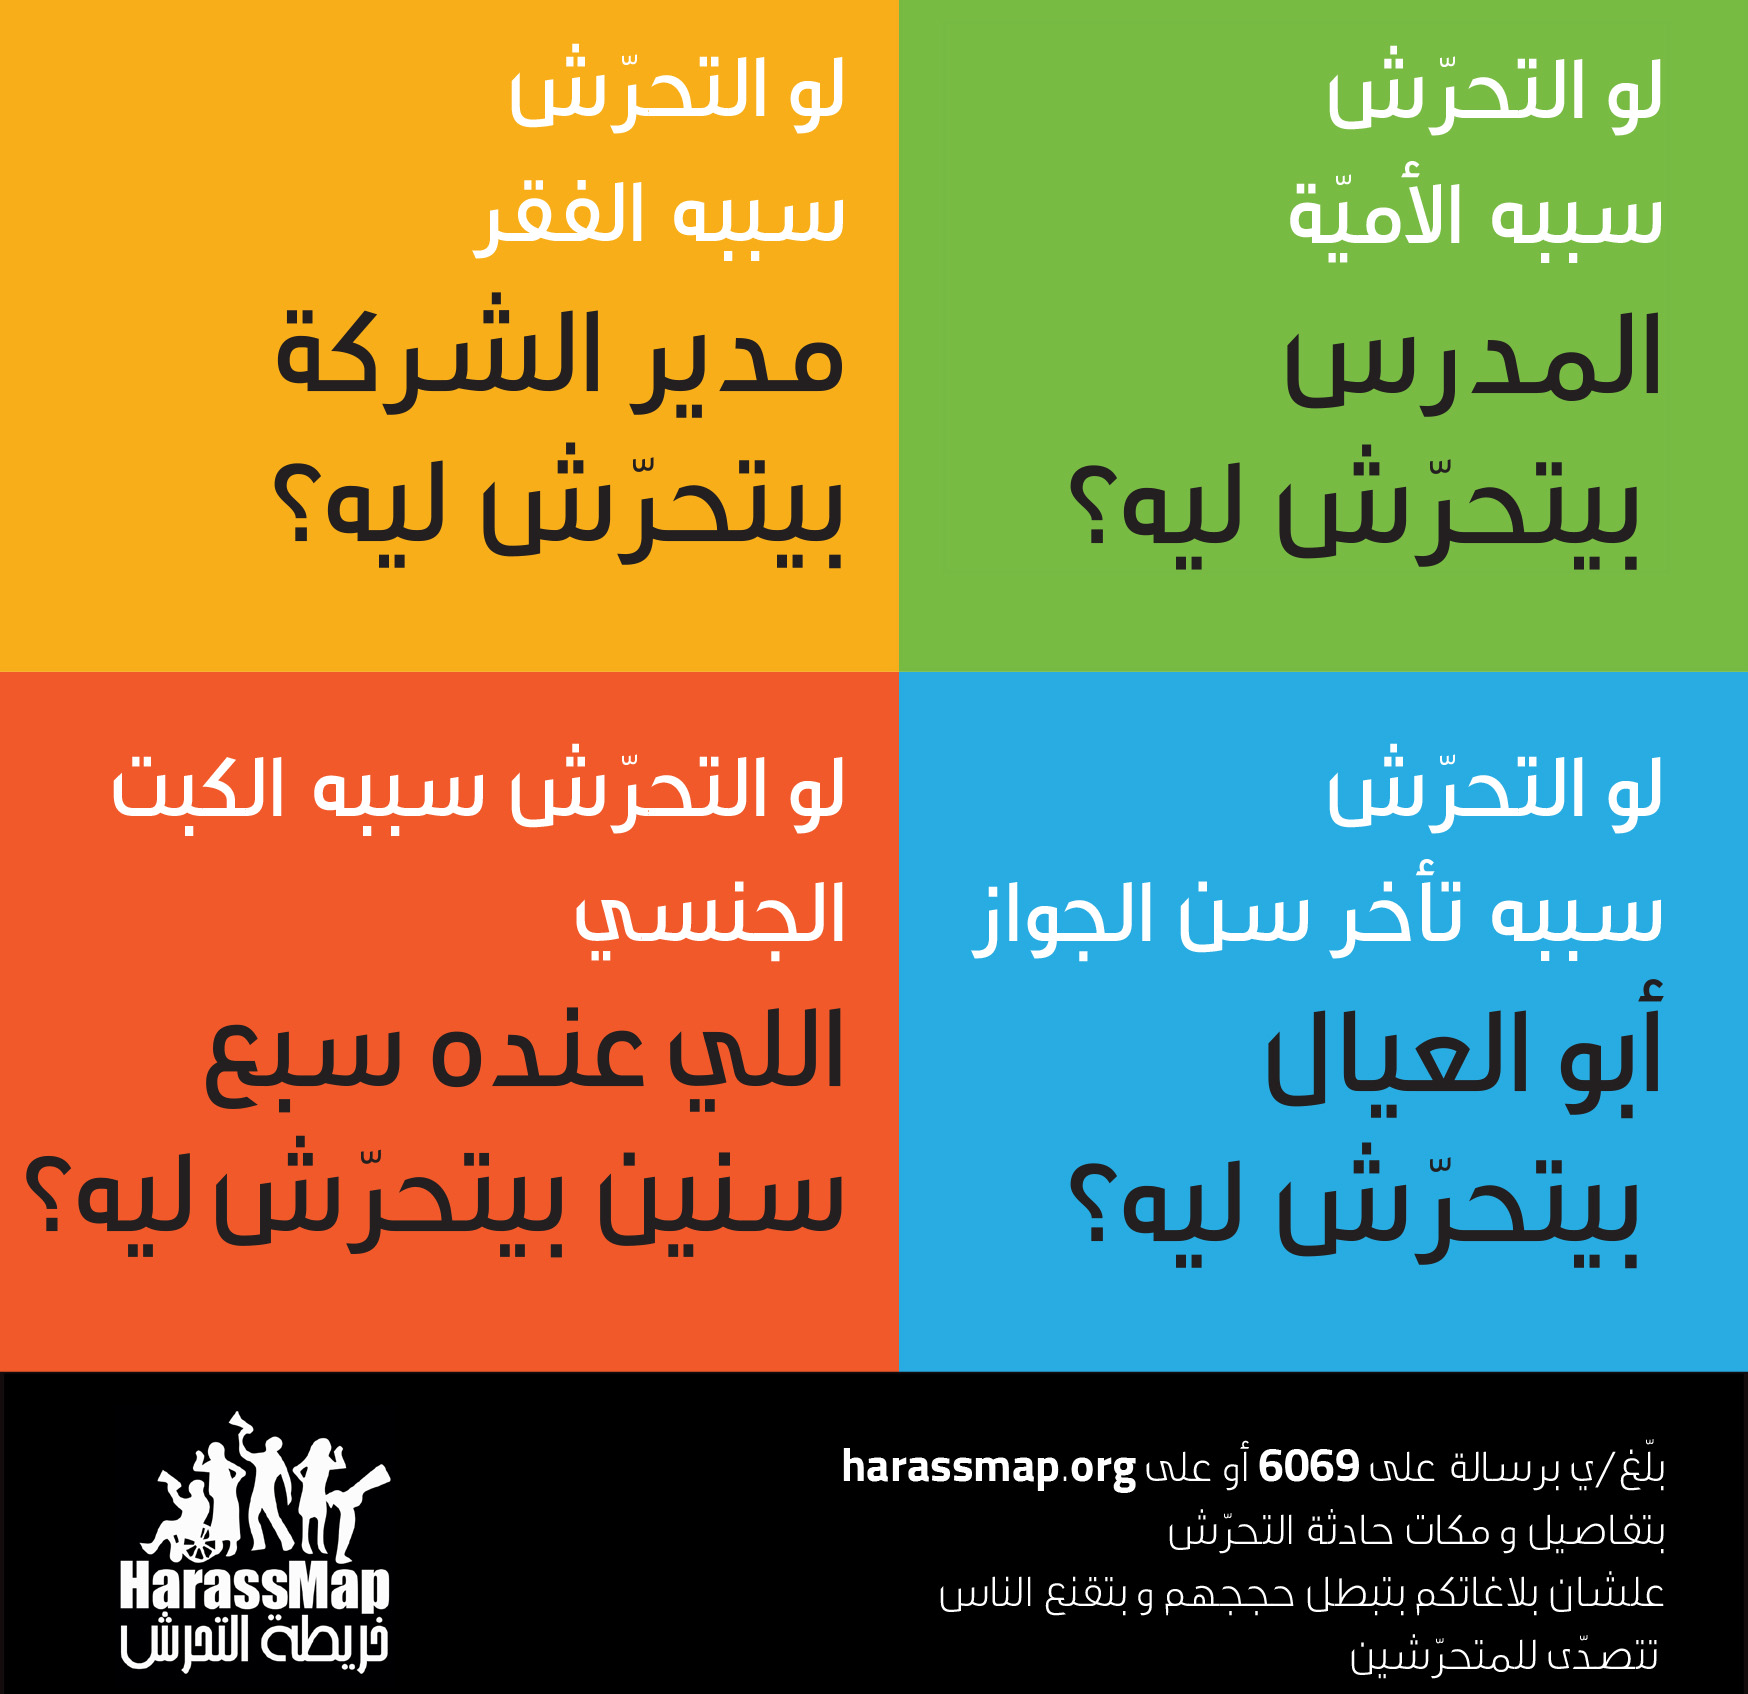 لو التحرّش
سببه الأميّة
المدرس
بيتحرّش ليه؟
لو التحرّش
سببه الفقر
مدير الشركة
بيتحرّش ليه؟
لو التحرّش
سببه تأخر سن الجواز
أبو العيال
بيتحرّش ليه؟
لو التحرّش سببه الكبت
الجنسي
اللي عنده سبع
سنين بيتحرّش ليه؟
بلّغ/ي برسالة على 6069 أو على harassmap.org
بتفاصيل و مكات حادثة التحرّش
علشان بلاغاتكم بتبطل حججهم و بتقنع الناس
تتصدّى للمتحرّشين
HarassMap
خريطة التحرش